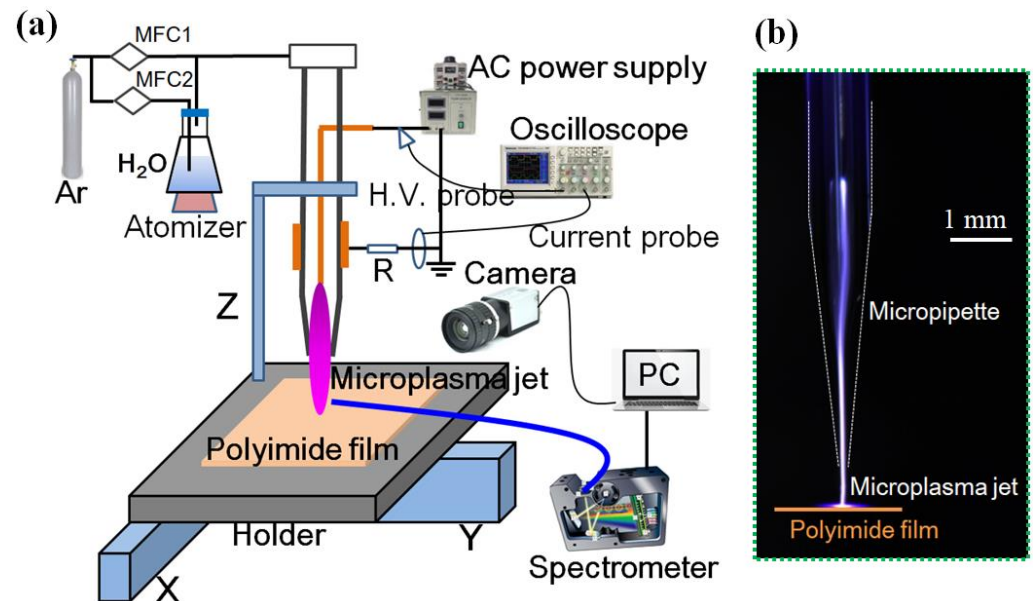 (a)
MFC1
MFC2
Ar
H₂O
Atomizer
AC power supply
Oscilloscope
H.V. probe
Current probe
R
Camera
Z
Microplasma jet
PC
Polyimide film
Holder
Y
X
Spectrometer
(b)
1 mm
Micropipette
Microplasma jet
Polyimide film